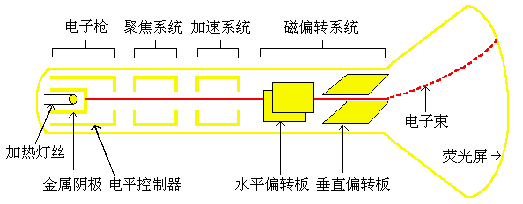 电子枪 聚焦系统 加速系统 磁偏转系统
电子束
加热灯丝 荧光屏
金属阴极 电平控制器 水平偏转板 垂直偏转板